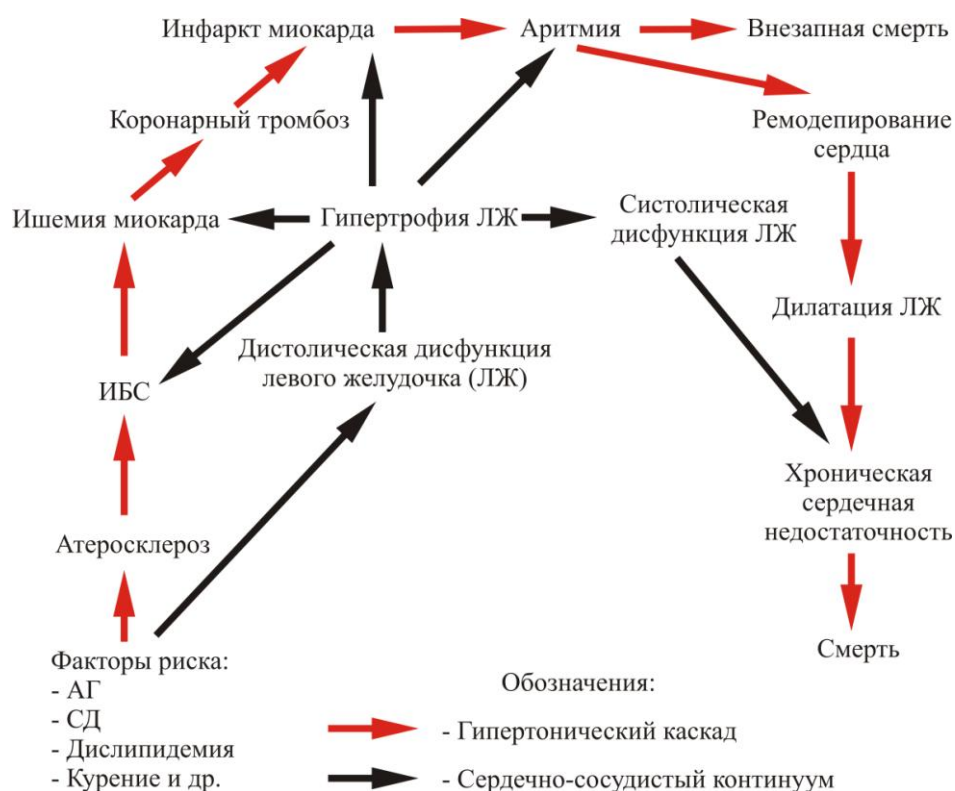 Инфаркт миокарда
Аритмия
Внезапная смерть
Коронарный тромбоз
Ремодепирование
сердца
Ишемия миокарда
Гипертрофия ЛЖ
Систолическая
дисфункция ЛЖ
Дилатация ЛЖ
Дистолическая дисфункция
левого желудочка (ЛЖ)
ИБС
Хроническая
сердечная
недостаточность
Атеросклероз
Смерть
Факторы риска:
- АГ
- СД
- Дислипидемия
- Курение и др.
Обозначения:
- Гипертонический каскад
- Сердечно-сосудистый континуум